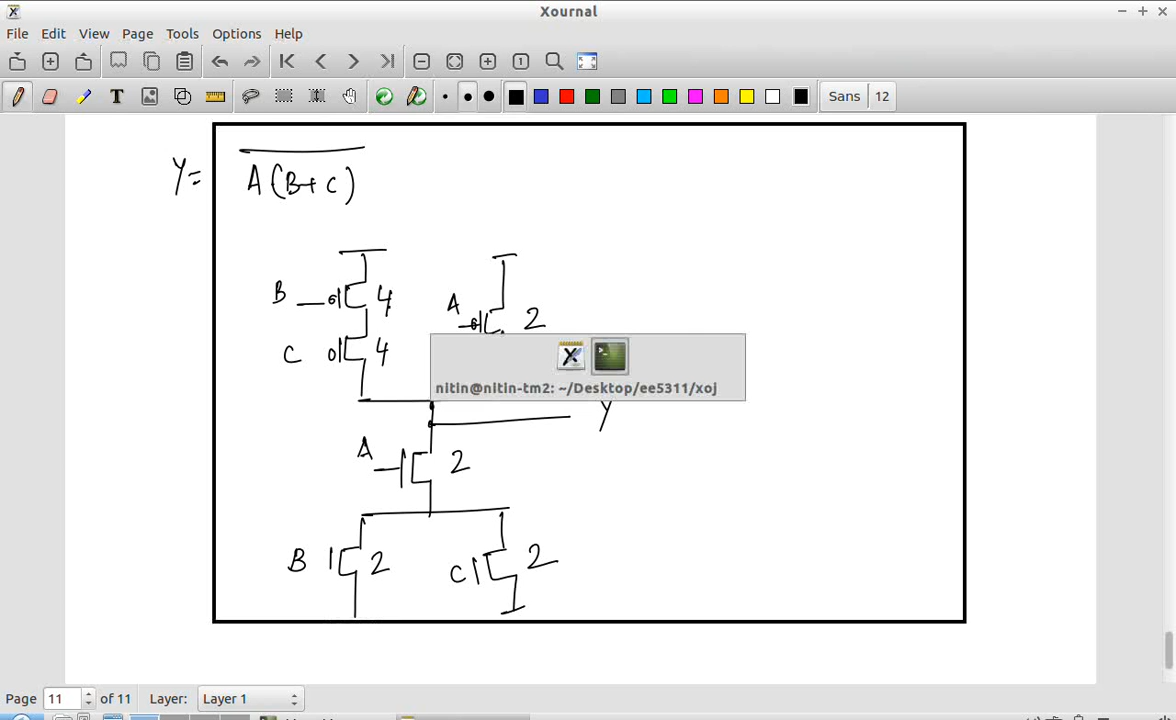 Xournal
File Edit View Page Tools Options Help
Sans 12
Y = A(B+C)
B 4
A 2
C 4
nitin@nitin-tm2: ~/Desktop/ee5311/xoj
Y
A 2
B 2
C 2
Page 11 of 11 Layer: Layer 1